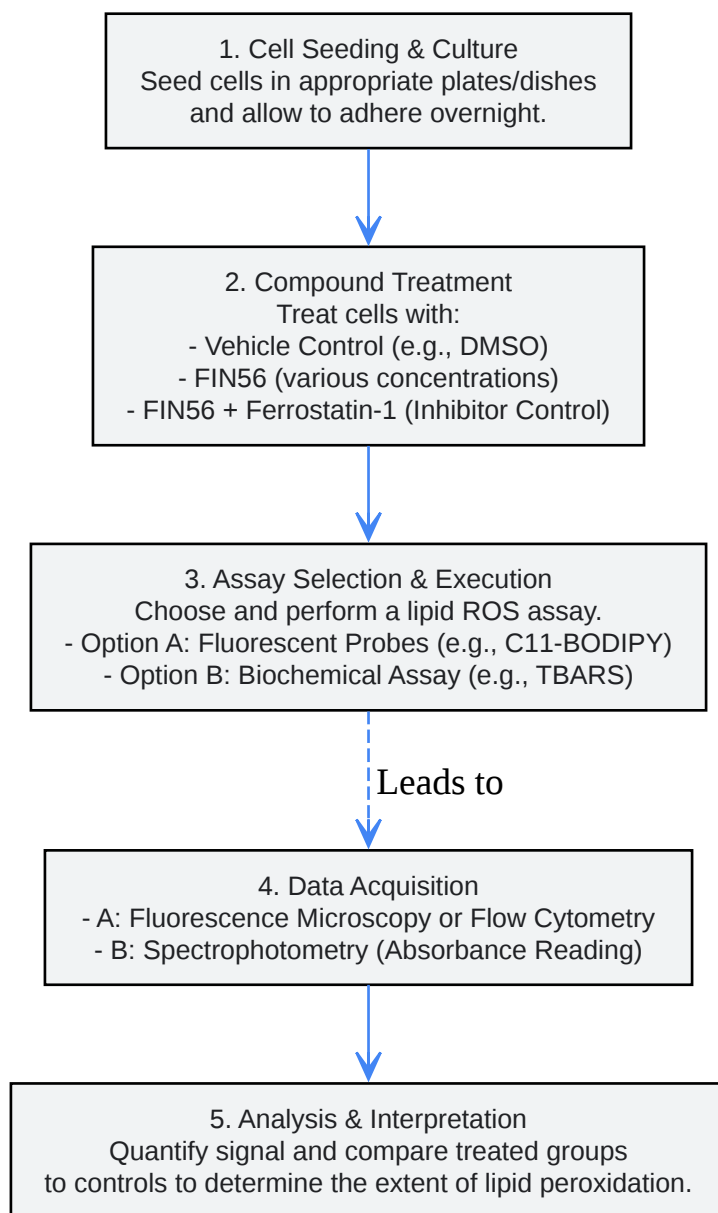 1. Cell Seeding & Culture
Seed cells in appropriate plates/dishes
and allow to adhere overnight.
2. Compound Treatment
Treat cells with:
- Vehicle Control (e.g., DMSO)
- FIN56 (various concentrations)
- FIN56 + Ferrostatin-1 (Inhibitor Control)
3. Assay Selection & Execution
Choose and perform a lipid ROS assay.
- Option A: Fluorescent Probes (e.g., C11-BODIPY)
- Option B: Biochemical Assay (e.g., TBARS)
Leads to
4. Data Acquisition
- A: Fluorescence Microscopy or Flow Cytometry
- B: Spectrophotometry (Absorbance Reading)
5. Analysis & Interpretation
Quantify signal and compare treated groups
to controls to determine the extent of lipid peroxidation.